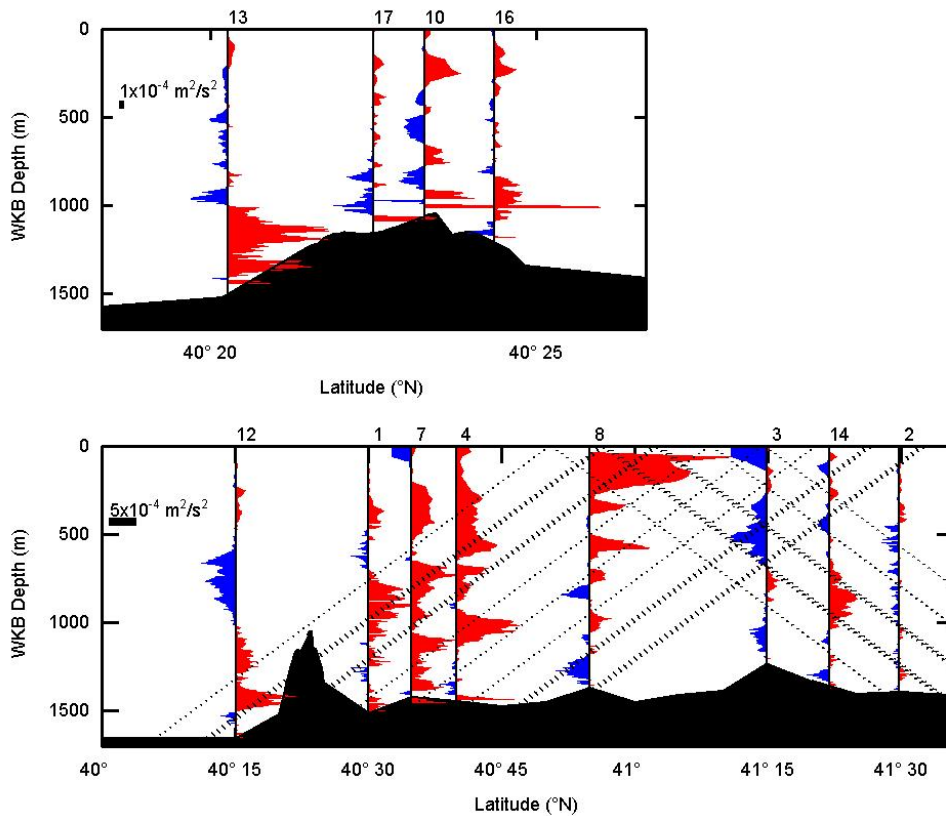 13 17 10 16
0
1x10⁻⁴ m²/s²
500
WKB Depth (m)
1000
1500
40° 20 40° 25
Latitude (°N)
12 1 7 4 8 3 14 2
0
5x10⁻⁴ m²/s²
500
WKB Depth (m)
1000
1500
40° 40° 15 40° 30 40° 45 41° 41° 15 41° 30
Latitude (°N)